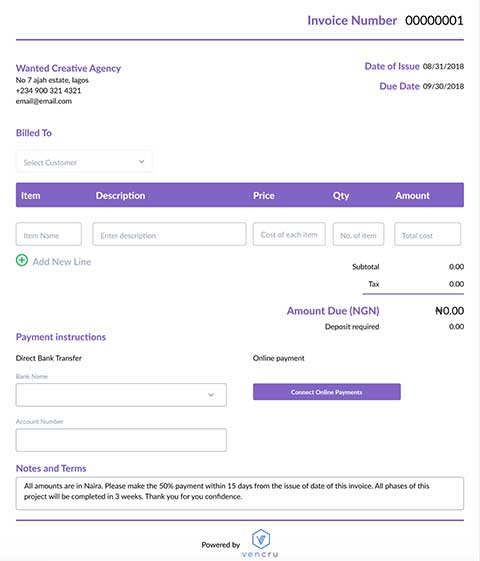 Invoice Number 00000001
Wanted Creative Agency
No 7 ajah estate, lagos
+234 900 321 4321
email@email.com
Date of Issue 08/31/2018
Due Date 09/30/2018
Billed To
Select Customer
Item Description Price Qty Amount
Item Name Enter description Cost of each item No. of item Total cost
Add New Line
Subtotal 0.00
Tax 0.00
Amount Due (NGN) ₦0.00
Deposit required 0.00
Payment instructions
Direct Bank Transfer
Online payment
Bank Name
Connect Online Payments
Account Number
Notes and Terms
All amounts are in Naira. Please make the 50% payment within 15 days from the issue of date of this invoice. All phases of this
project will be completed in 3 weeks. Thank you for you confidence.
Powered by
vencru